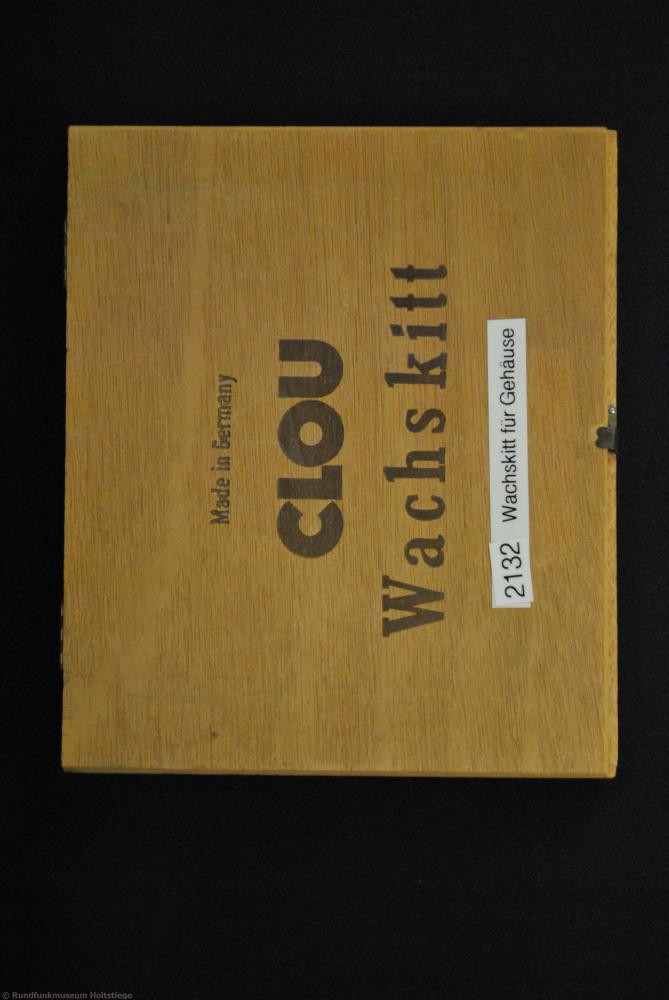 Made in Germany
CLOU
Wachskitt
2132 Wachskitt für Gehäuse
© Rundfunkmuseum Holtstiege